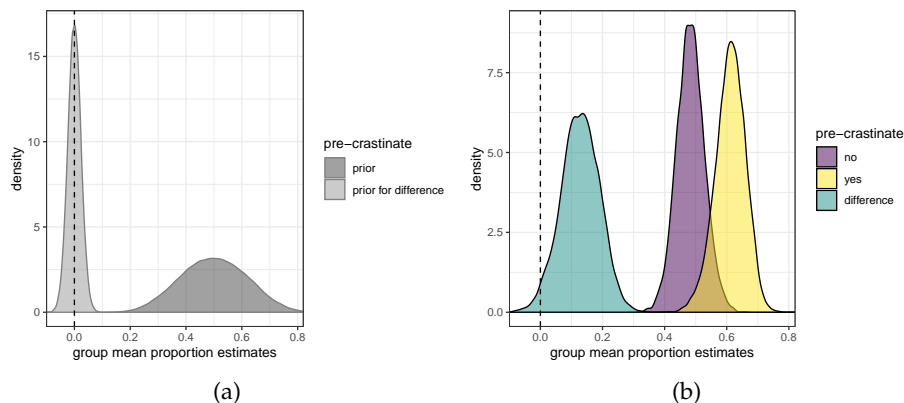 15
10
5
0
density
0.0 0.2 0.4 0.6 0.8
group mean proportion estimates
pre−crastinate
prior
prior for difference
(a)
7.5
5.0
2.5
0.0
density
0.0 0.2 0.4 0.6 0.8
group mean proportion estimates
pre−crastinate
no
yes
difference
(b)